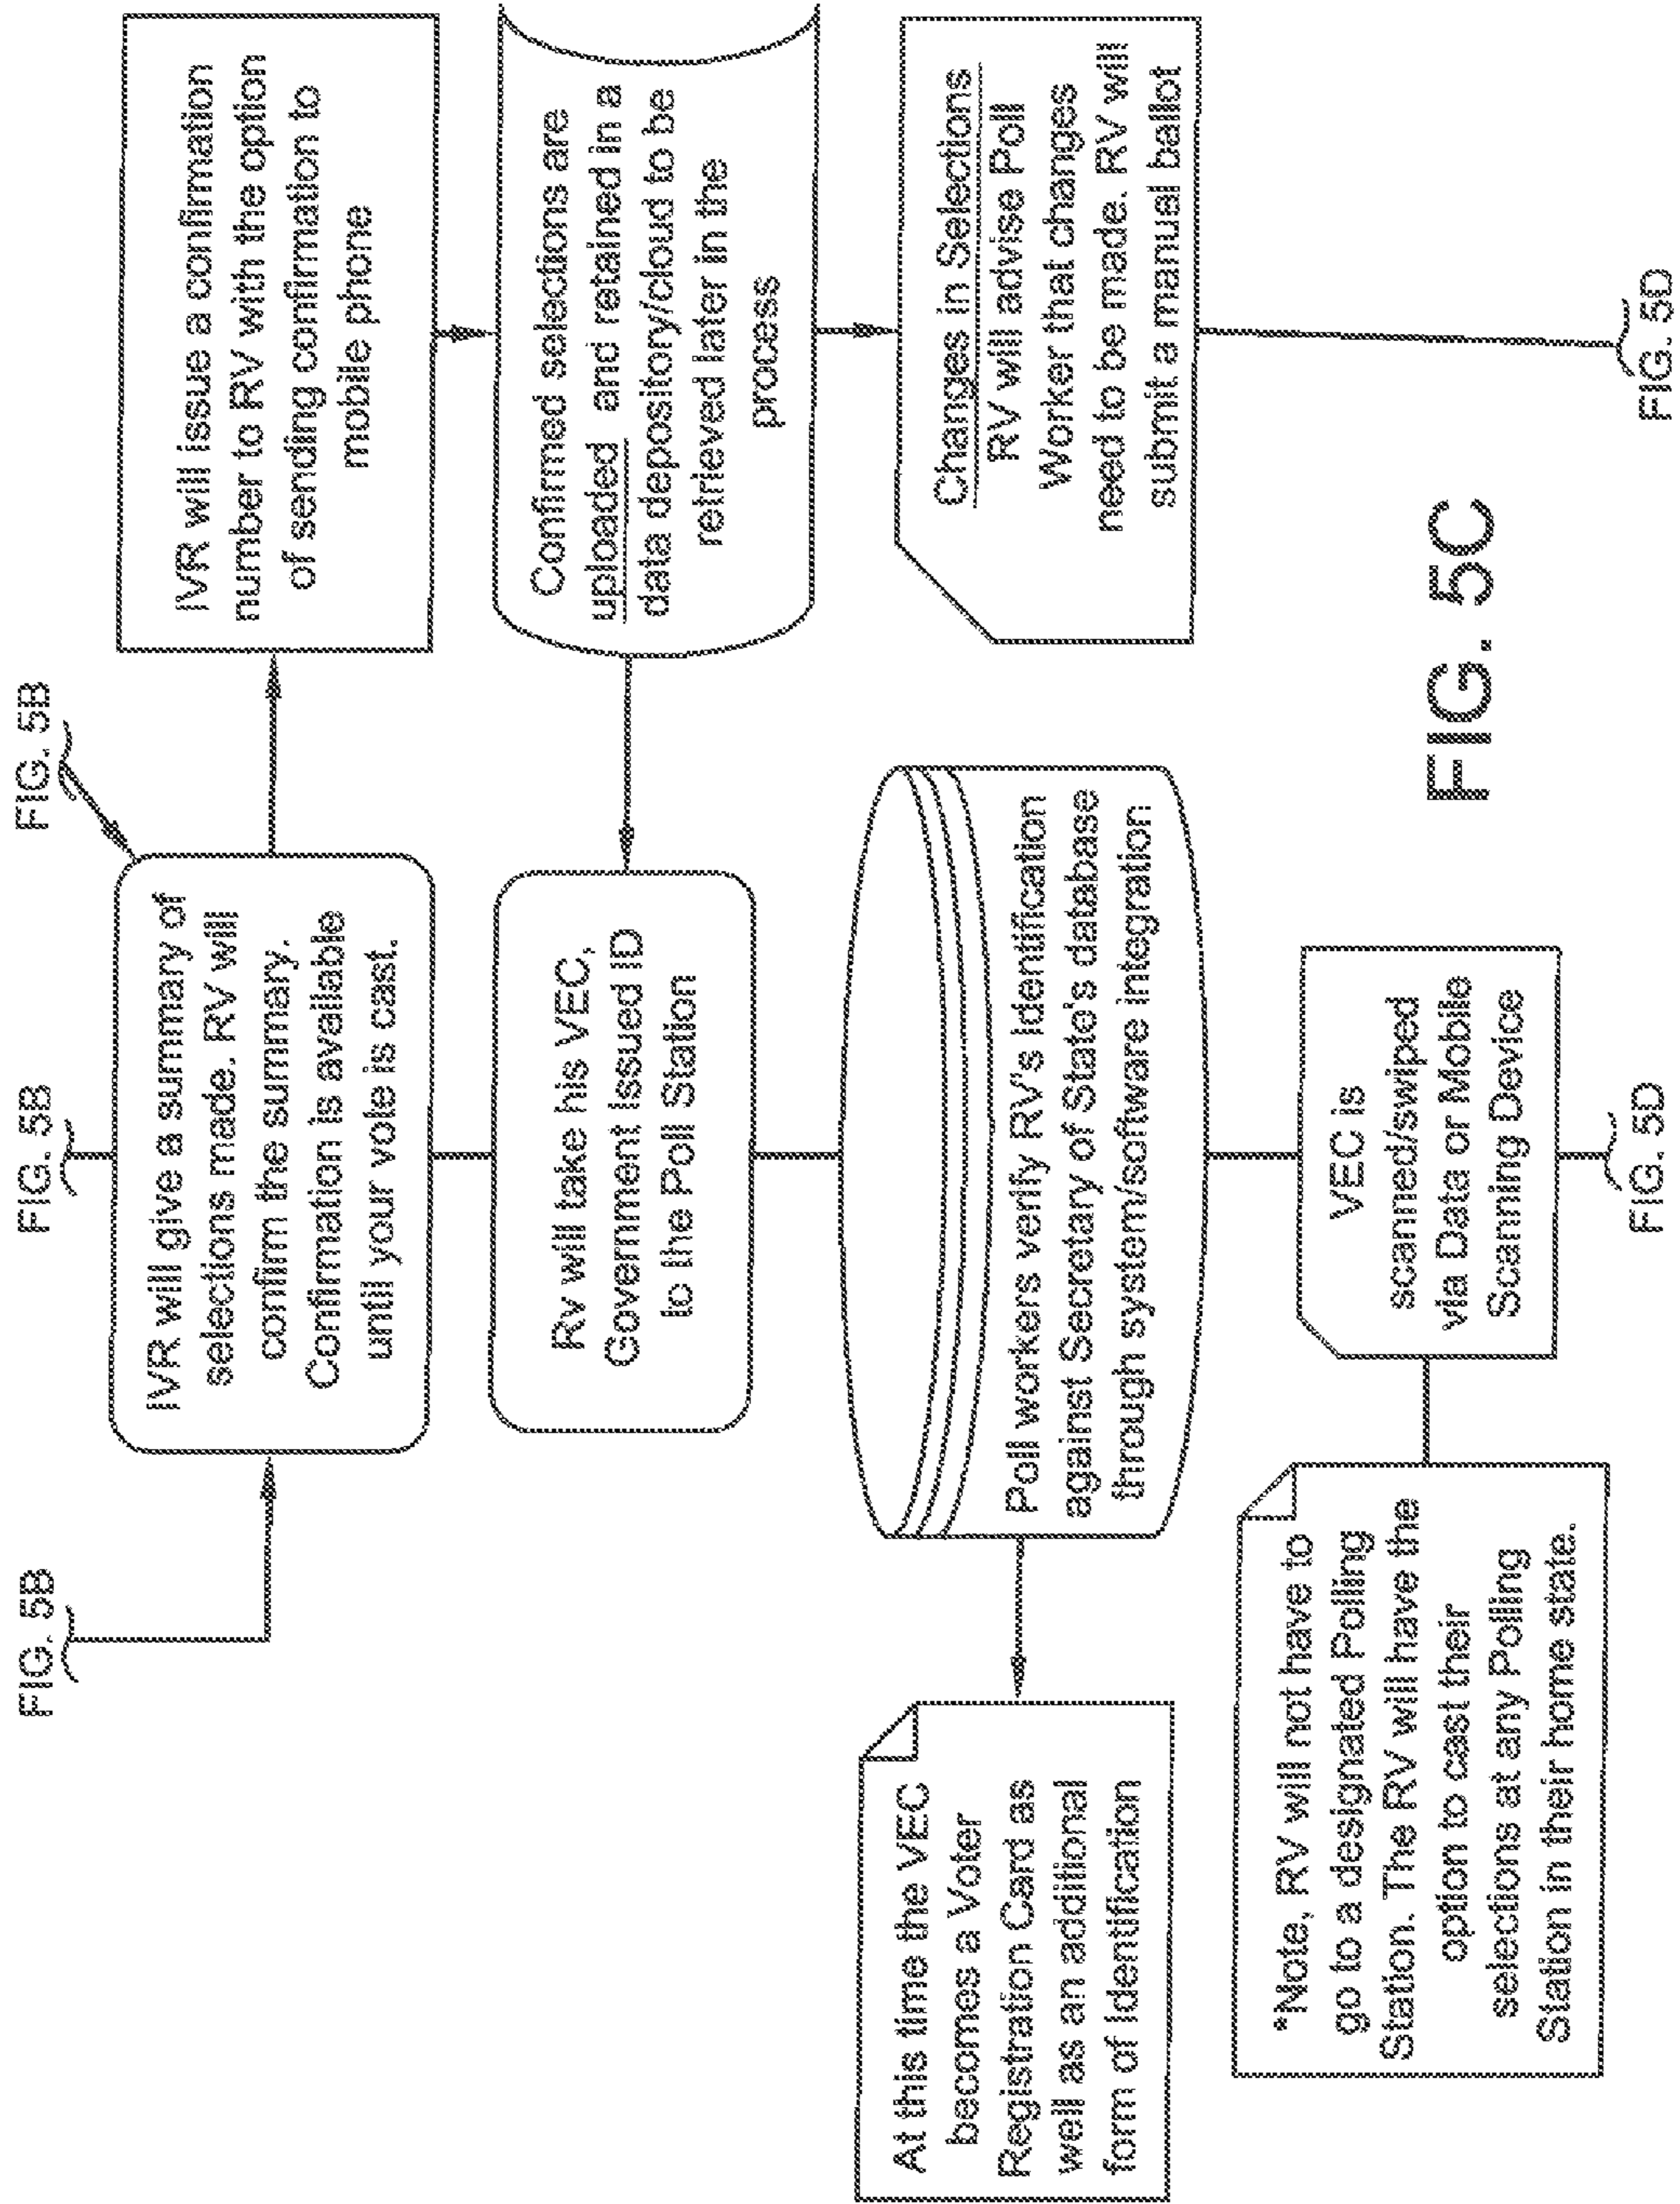 FIG. 5B
FIG. 5B
FIG. 5B
IVR will give a summary of
selections made. RV will
confirm the summary.
Confirmation is available
until your vote is cast.
IVR will issue a confirmation
number to RV with the option
of sending confirmation to
mobile phone
Rv will take his VEC,
Government Issued ID
to the Poll Station
Confirmed selections are
uploaded and retained in a
data depository/cloud to be
retrieved later in the
process
At this time the VEC
becomes a Voter
Registration Card as
well as an additional
form of Identification
Poll workers verify RV's Identification
against Secretary of State's database
through system/software integration
Changes in Selections
RV will advise Poll
Worker that changes
need to be made. RV will
submit a manual ballot
*Note, RV will not have to
go to a designated Polling
Station. The RV will have the
option to cast their
selections at any Polling
Station in their home state.
VEC is
scanned/swiped
via Data or Mobile
Scanning Device
FIG. 5D
FIG. 5D
FIG. 5C